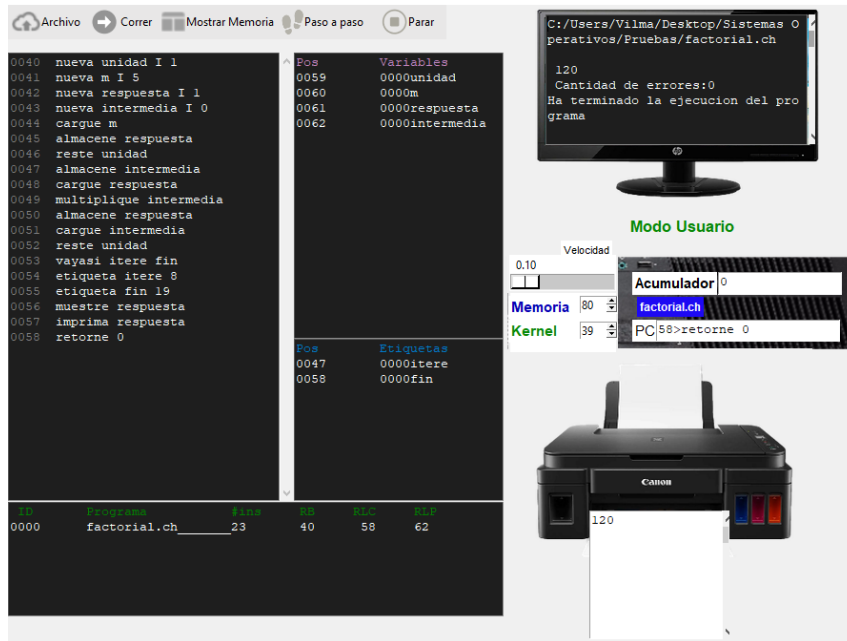 Archivo Correr Mostrar Memoria Paso a paso Parar
0040 nueva unidad I 1
0041 nueva m I 5
0042 nueva respuesta I 1
0043 nueva intermedia I 0
0044 cargue m
0045 almacene respuesta
0046 reste unidad
0047 almacene intermedia
0048 cargue respuesta
0049 multiplique intermedia
0050 almacene respuesta
0051 cargue intermedia
0052 reste unidad
0053 vayasi itere fin
0054 etiqueta itere 8
0055 etiqueta fin 19
0056 muestre respuesta
0057 imprima respuesta
0058 retorne 0
Pos Variables
0059 0000unidad
0060 0000m
0061 0000respuesta
0062 0000intermedia
Pos Etiquetas
0047 0000itere
0058 0000fin
ID Programa #ins RB RLC RLP
0000 factorial.ch______23 40 58 62
C:/Users/Vilma/Desktop/Sistemas O
perativos/Pruebas/factorial.ch
120
Cantidad de errores:0
Ha terminado la ejecucion del pro
grama
hp
Modo Usuario
Velocidad
0.10
Memoria 80
Kernel 39
Acumulador 0
factorial.ch
PC 58>retorne 0
Canon
120